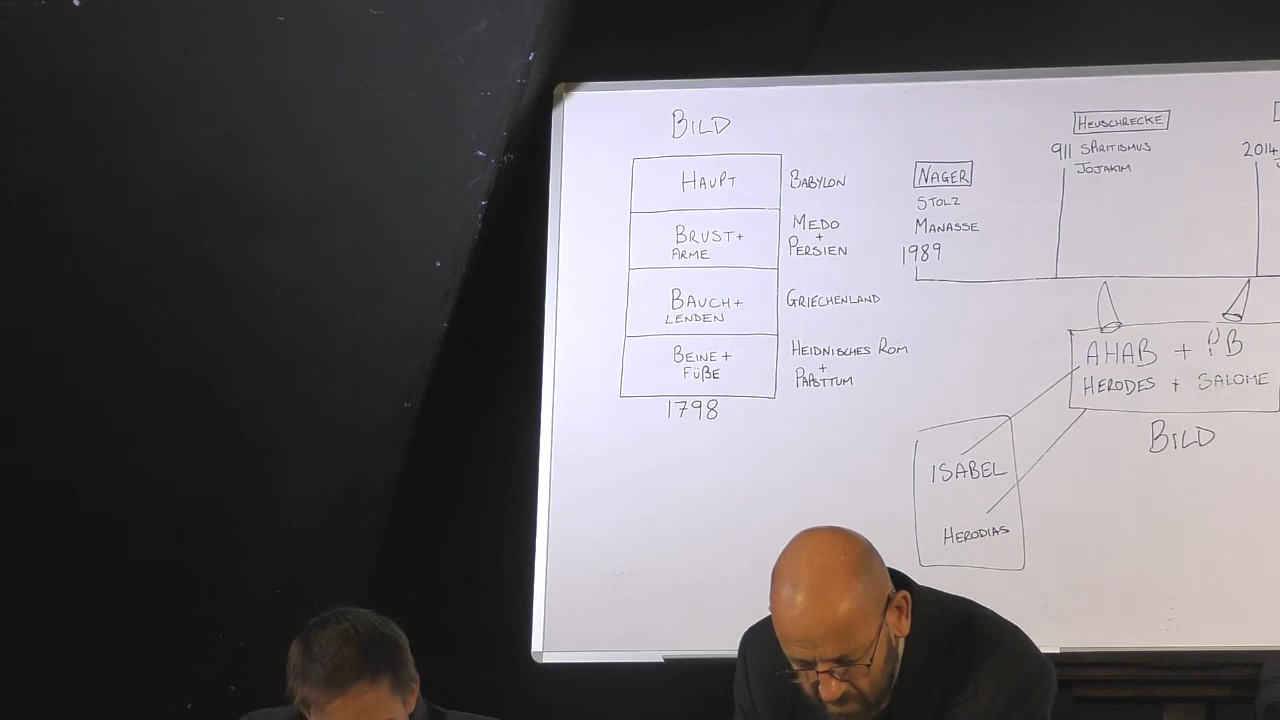 BILD
HAUPT
BABYLON
BRUST+
ARME
MEDO
+
PERSIEN
BAUCH+
LENDEN
GRIECHENLAND
BEINE+
FÜßE
HEIDNISCHES ROM
+
PAPSTTUM
1798
NAGER
STOLZ
MANASSE
1989
HEUSCHRECKE
911 SPIRITISMUS
JOJAKIM
2014
AHAB + PB
HERODES + SALOME
BILD
ISABEL
HERODIAS